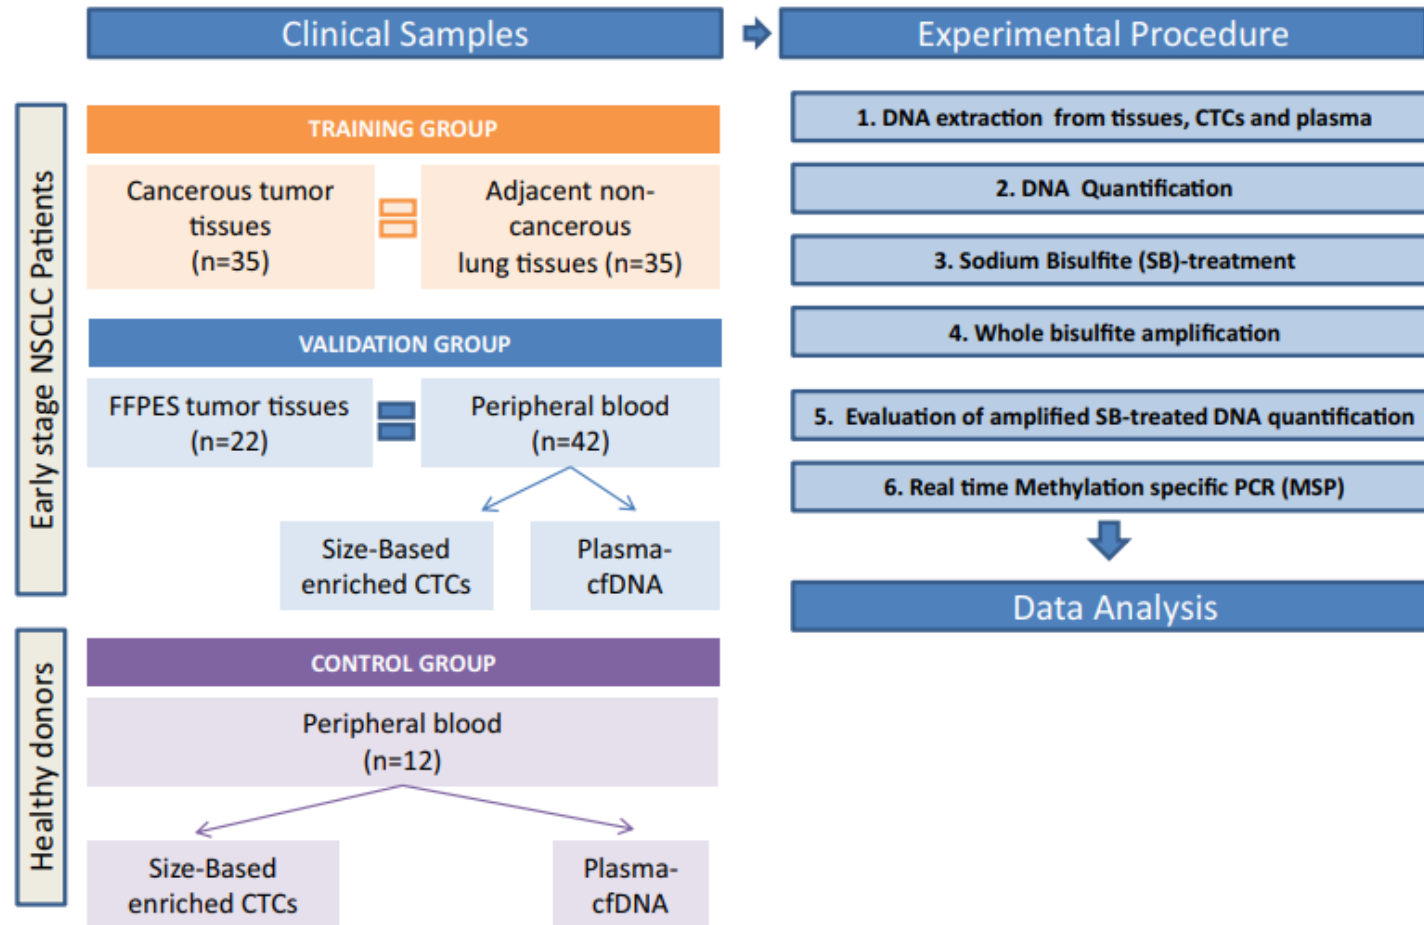 Clinical Samples
Experimental Procedure
Early stage NSCLC Patients
TRAINING GROUP
Cancerous tumor
tissues
(n=35)
Adjacent non-
cancerous
lung tissues (n=35)
VALIDATION GROUP
FFPES tumor tissues
(n=22)
Peripheral blood
(n=42)
Size-Based
enriched CTCs
Plasma-
cfDNA
Healthy donors
CONTROL GROUP
Peripheral blood
(n=12)
Size-Based
enriched CTCs
Plasma-
cfDNA
1. DNA extraction from tissues, CTCs and plasma
2. DNA Quantification
3. Sodium Bisulfite (SB)-treatment
4. Whole bisulfite amplification
5. Evaluation of amplified SB-treated DNA quantification
6. Real time Methylation specific PCR (MSP)
Data Analysis